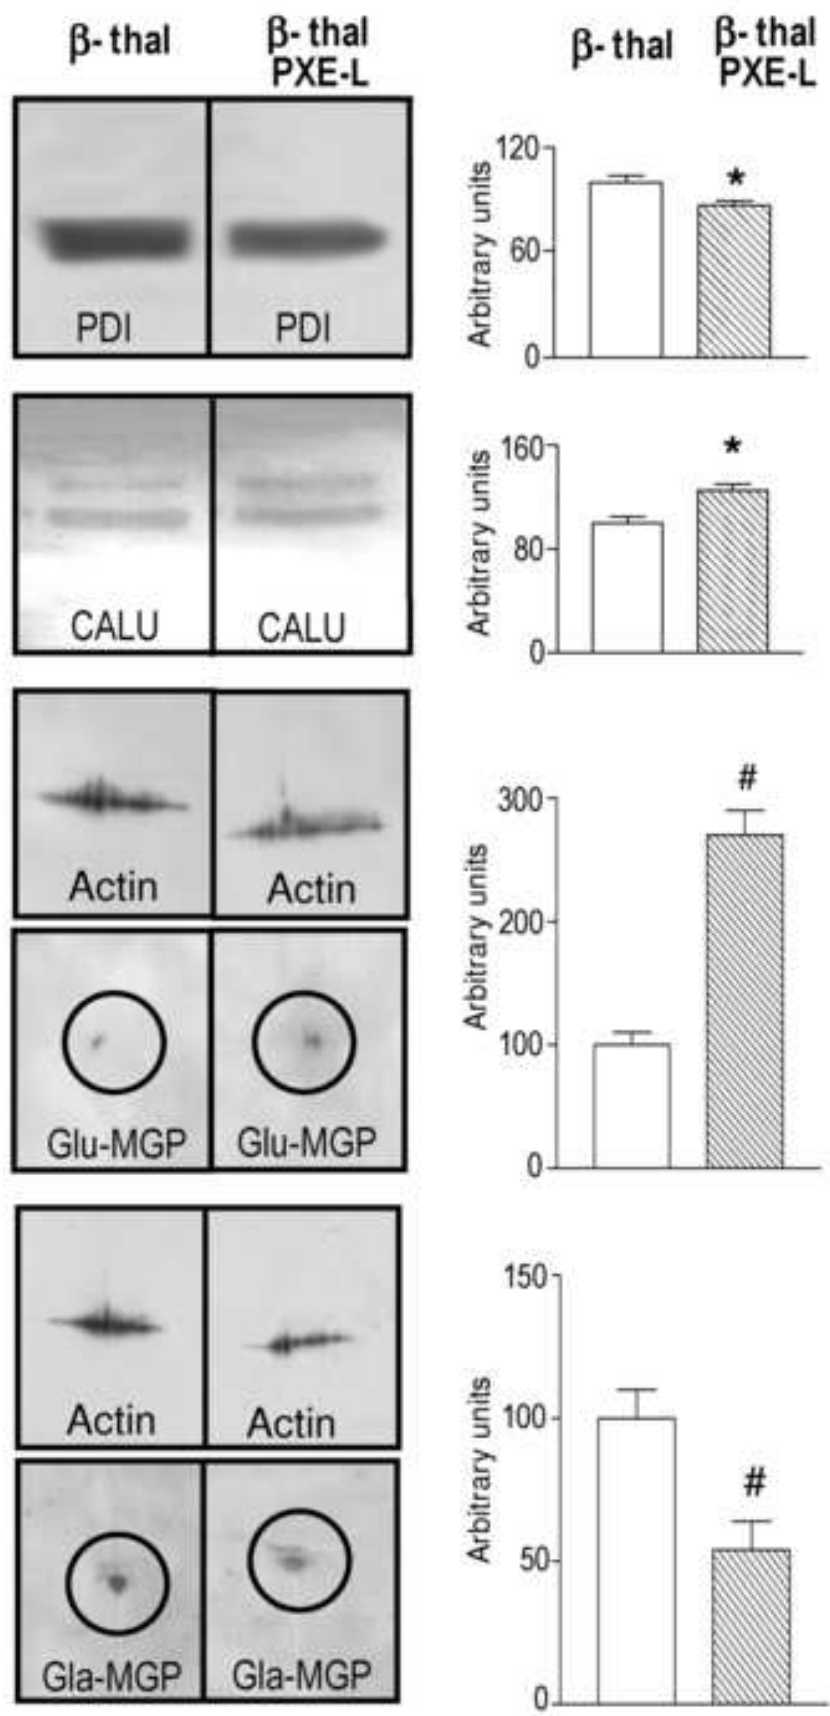 β- thal
β- thal
PXE-L
β- thal
β- thal
PXE-L
PDI
PDI
Arbitrary units
120
60
0
*
CALU
CALU
Arbitrary units
160
80
0
*
Actin
Actin
Glu-MGP
Glu-MGP
Arbitrary units
300
200
100
0
#
Actin
Actin
Gla-MGP
Gla-MGP
Arbitrary units
150
100
50
0
#